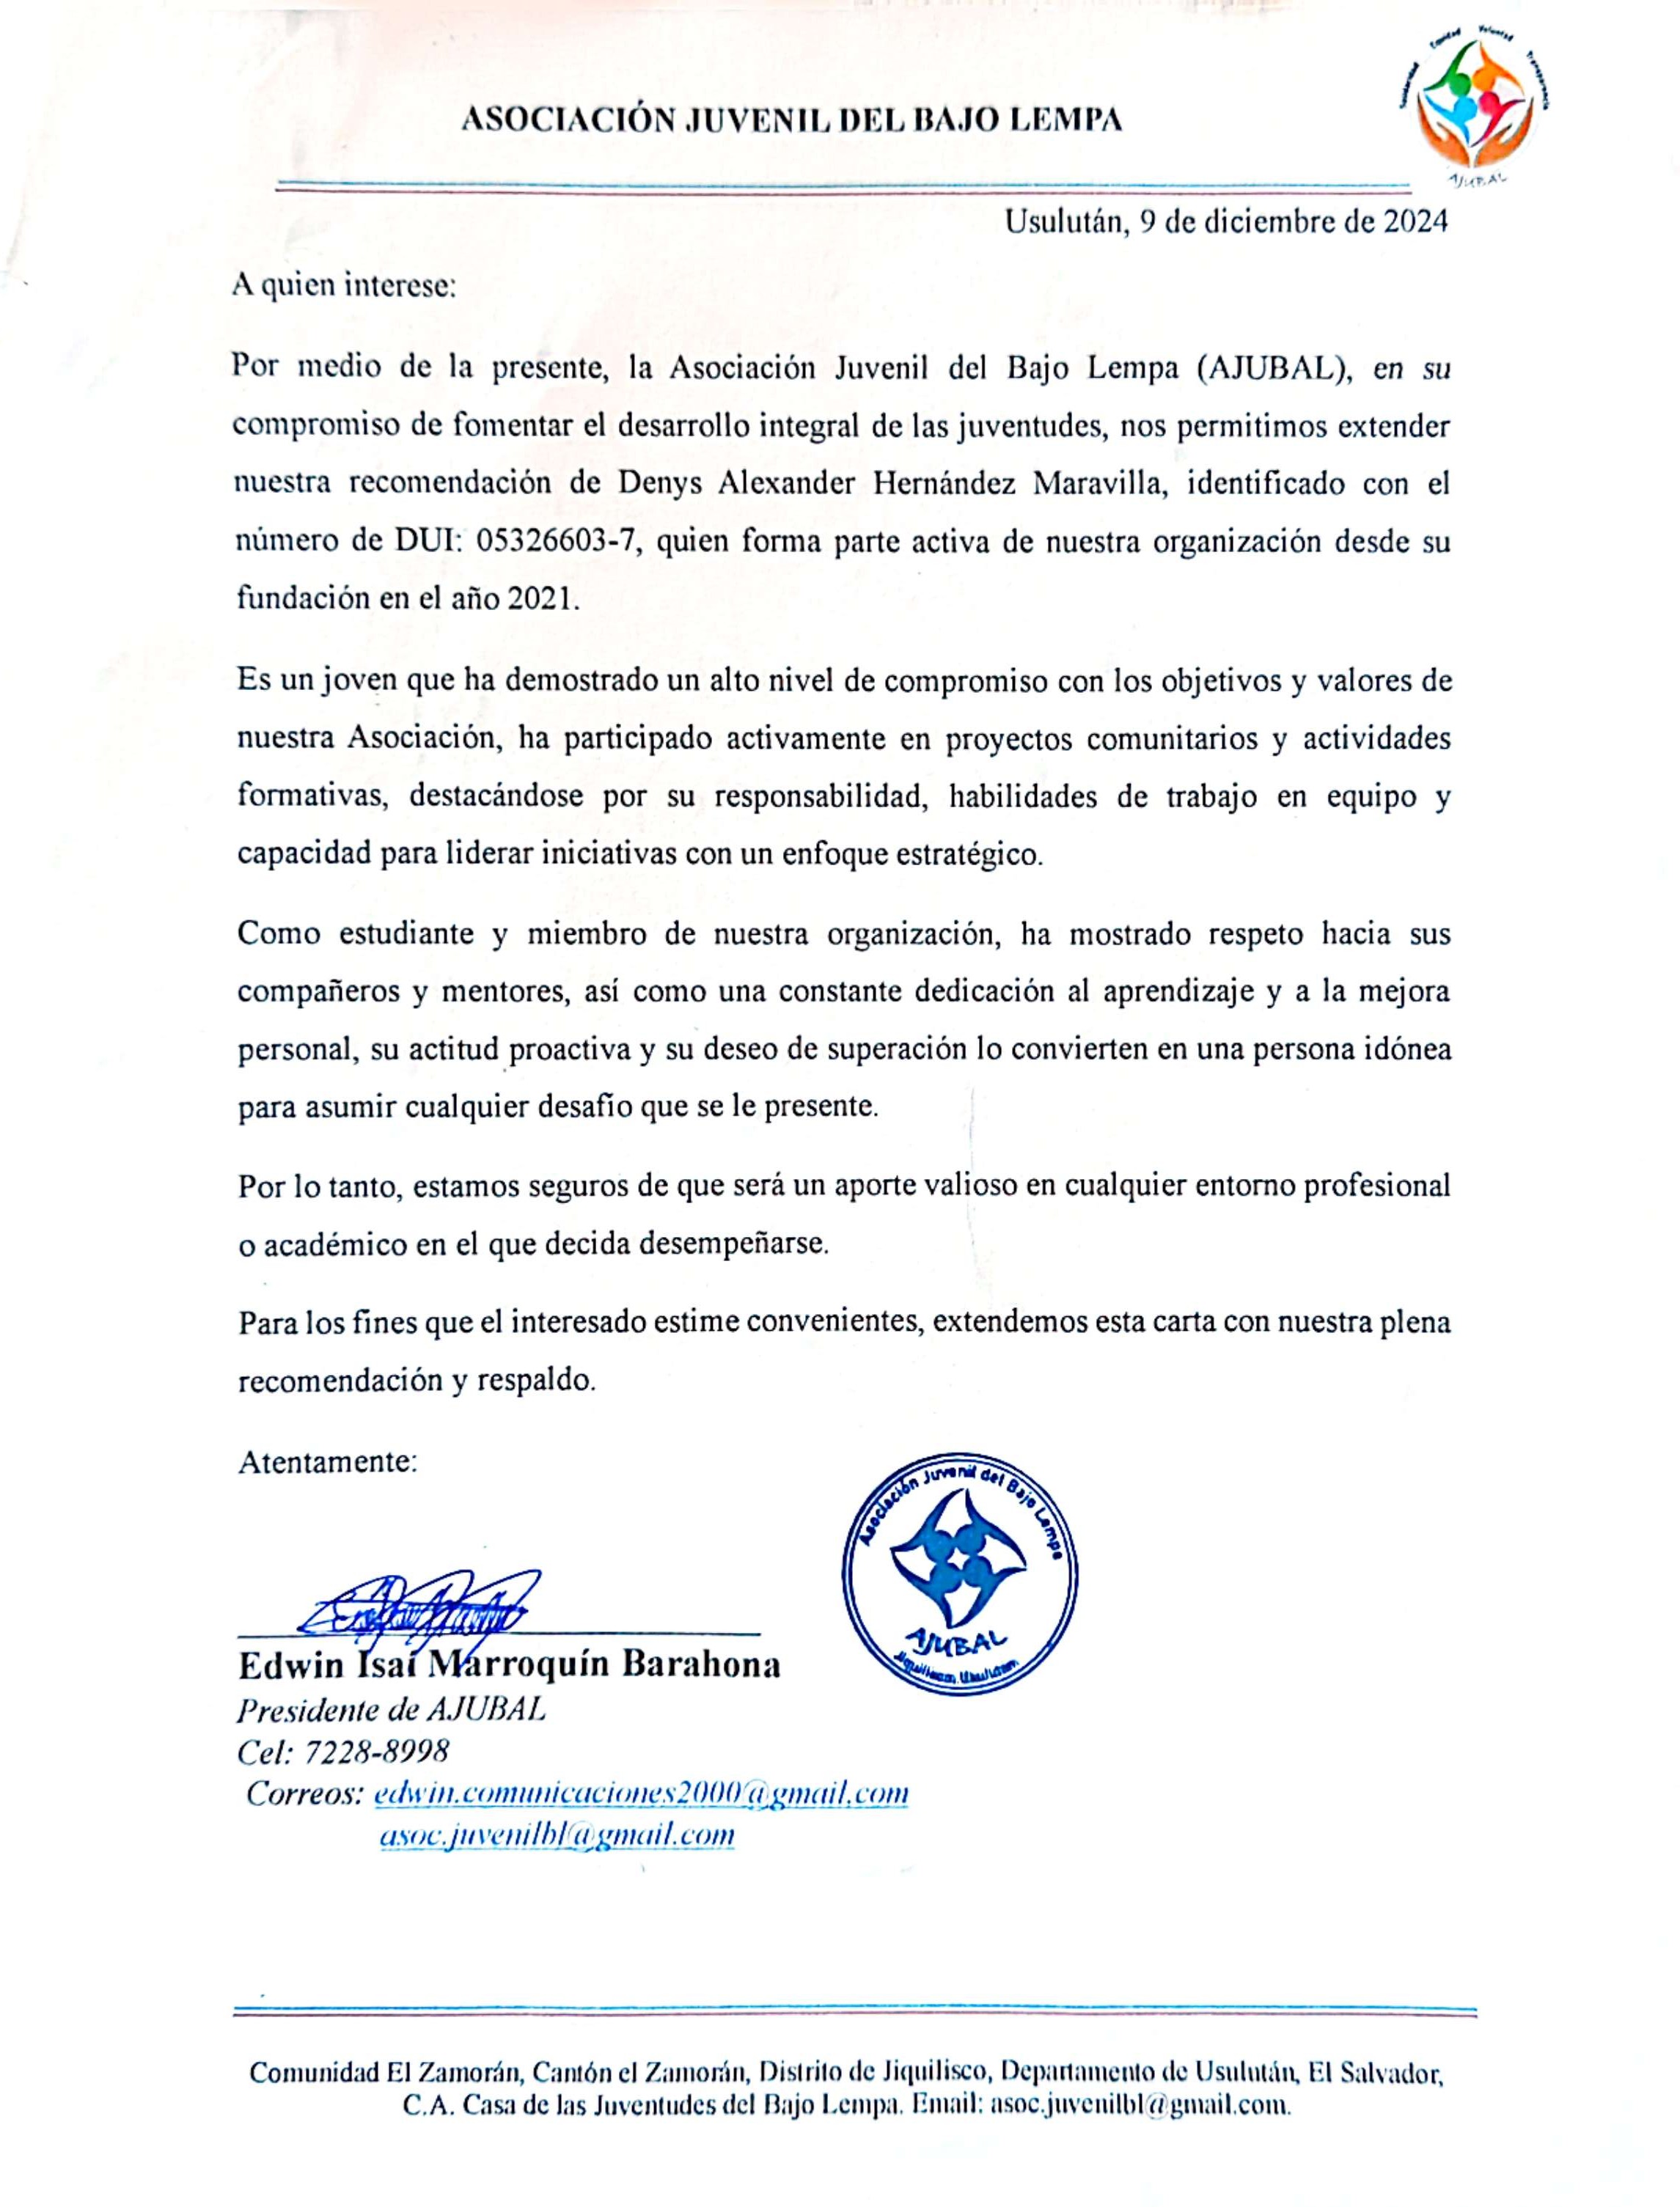 Solidaridad Equidad Voluntad Transparencia
AJUBAL
ASOCIACIÓN JUVENIL DEL BAJO LEMPA
Usulután, 9 de diciembre de 2024
A quien interese:
Por medio de la presente, la Asociación Juvenil del Bajo Lempa (AJUBAL), en su
compromiso de fomentar el desarrollo integral de las juventudes, nos permitimos extender
nuestra recomendación de Denys Alexander Hernández Maravilla, identificado con el
número de DUI: 05326603-7, quien forma parte activa de nuestra organización desde su
fundación en el año 2021.
Es un joven que ha demostrado un alto nivel de compromiso con los objetivos y valores de
nuestra Asociación, ha participado activamente en proyectos comunitarios y actividades
formativas, destacándose por su responsabilidad, habilidades de trabajo en equipo y
capacidad para liderar iniciativas con un enfoque estratégico.
Como estudiante y miembro de nuestra organización, ha mostrado respeto hacia sus
compañeros y mentores, así como una constante dedicación al aprendizaje y a la mejora
personal, su actitud proactiva y su deseo de superación lo convierten en una persona idónea
para asumir cualquier desafío que se le presente.
Por lo tanto, estamos seguros de que será un aporte valioso en cualquier entorno profesional
o académico en el que decida desempeñarse.
Para los fines que el interesado estime convenientes, extendemos esta carta con nuestra plena
recomendación y respaldo.
Atentamente:
Asociación Juvenil del Bajo Lempa
AJUBAL
Jiquilisco, Usulután
Edwin Isaí Marroquín Barahona
Presidente de AJUBAL
Cel: 7228-8998
Correos: edwin.comunicaciones2000@gmail.com
asoc.juvenilbl@gmail.com
Comunidad El Zamorán, Cantón el Zamorán, Distrito de Jiquilisco, Departamento de Usulután, El Salvador,
C.A. Casa de las Juventudes del Bajo Lempa. Email: asoc.juvenilbl@gmail.com.